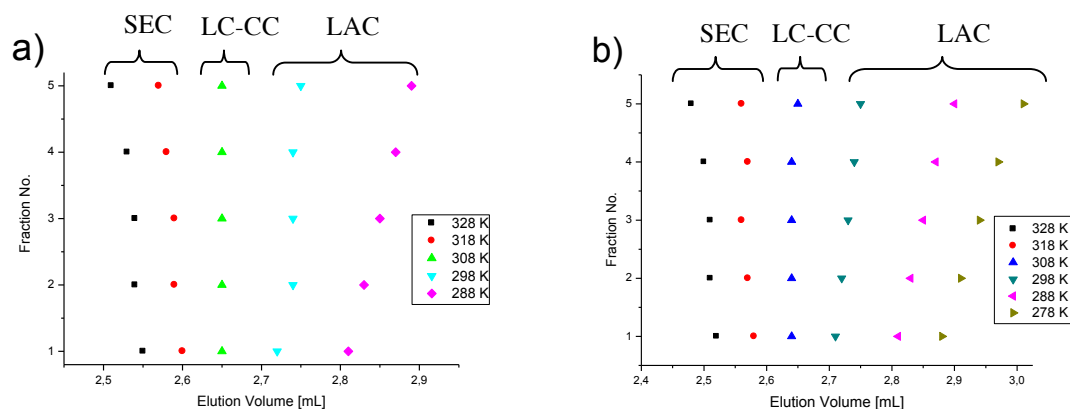 a)
SEC LC-CC LAC
5
4
3
2
1
Fraction No.
328 K
318 K
308 K
298 K
288 K
2,5 2,6 2,7 2,8 2,9
Elution Volume [mL]
b)
SEC LC-CC LAC
5
4
3
2
1
Fraction No.
328 K
318 K
308 K
298 K
288 K
278 K
2,4 2,5 2,6 2,7 2,8 2,9 3,0
Elution Volume [mL]